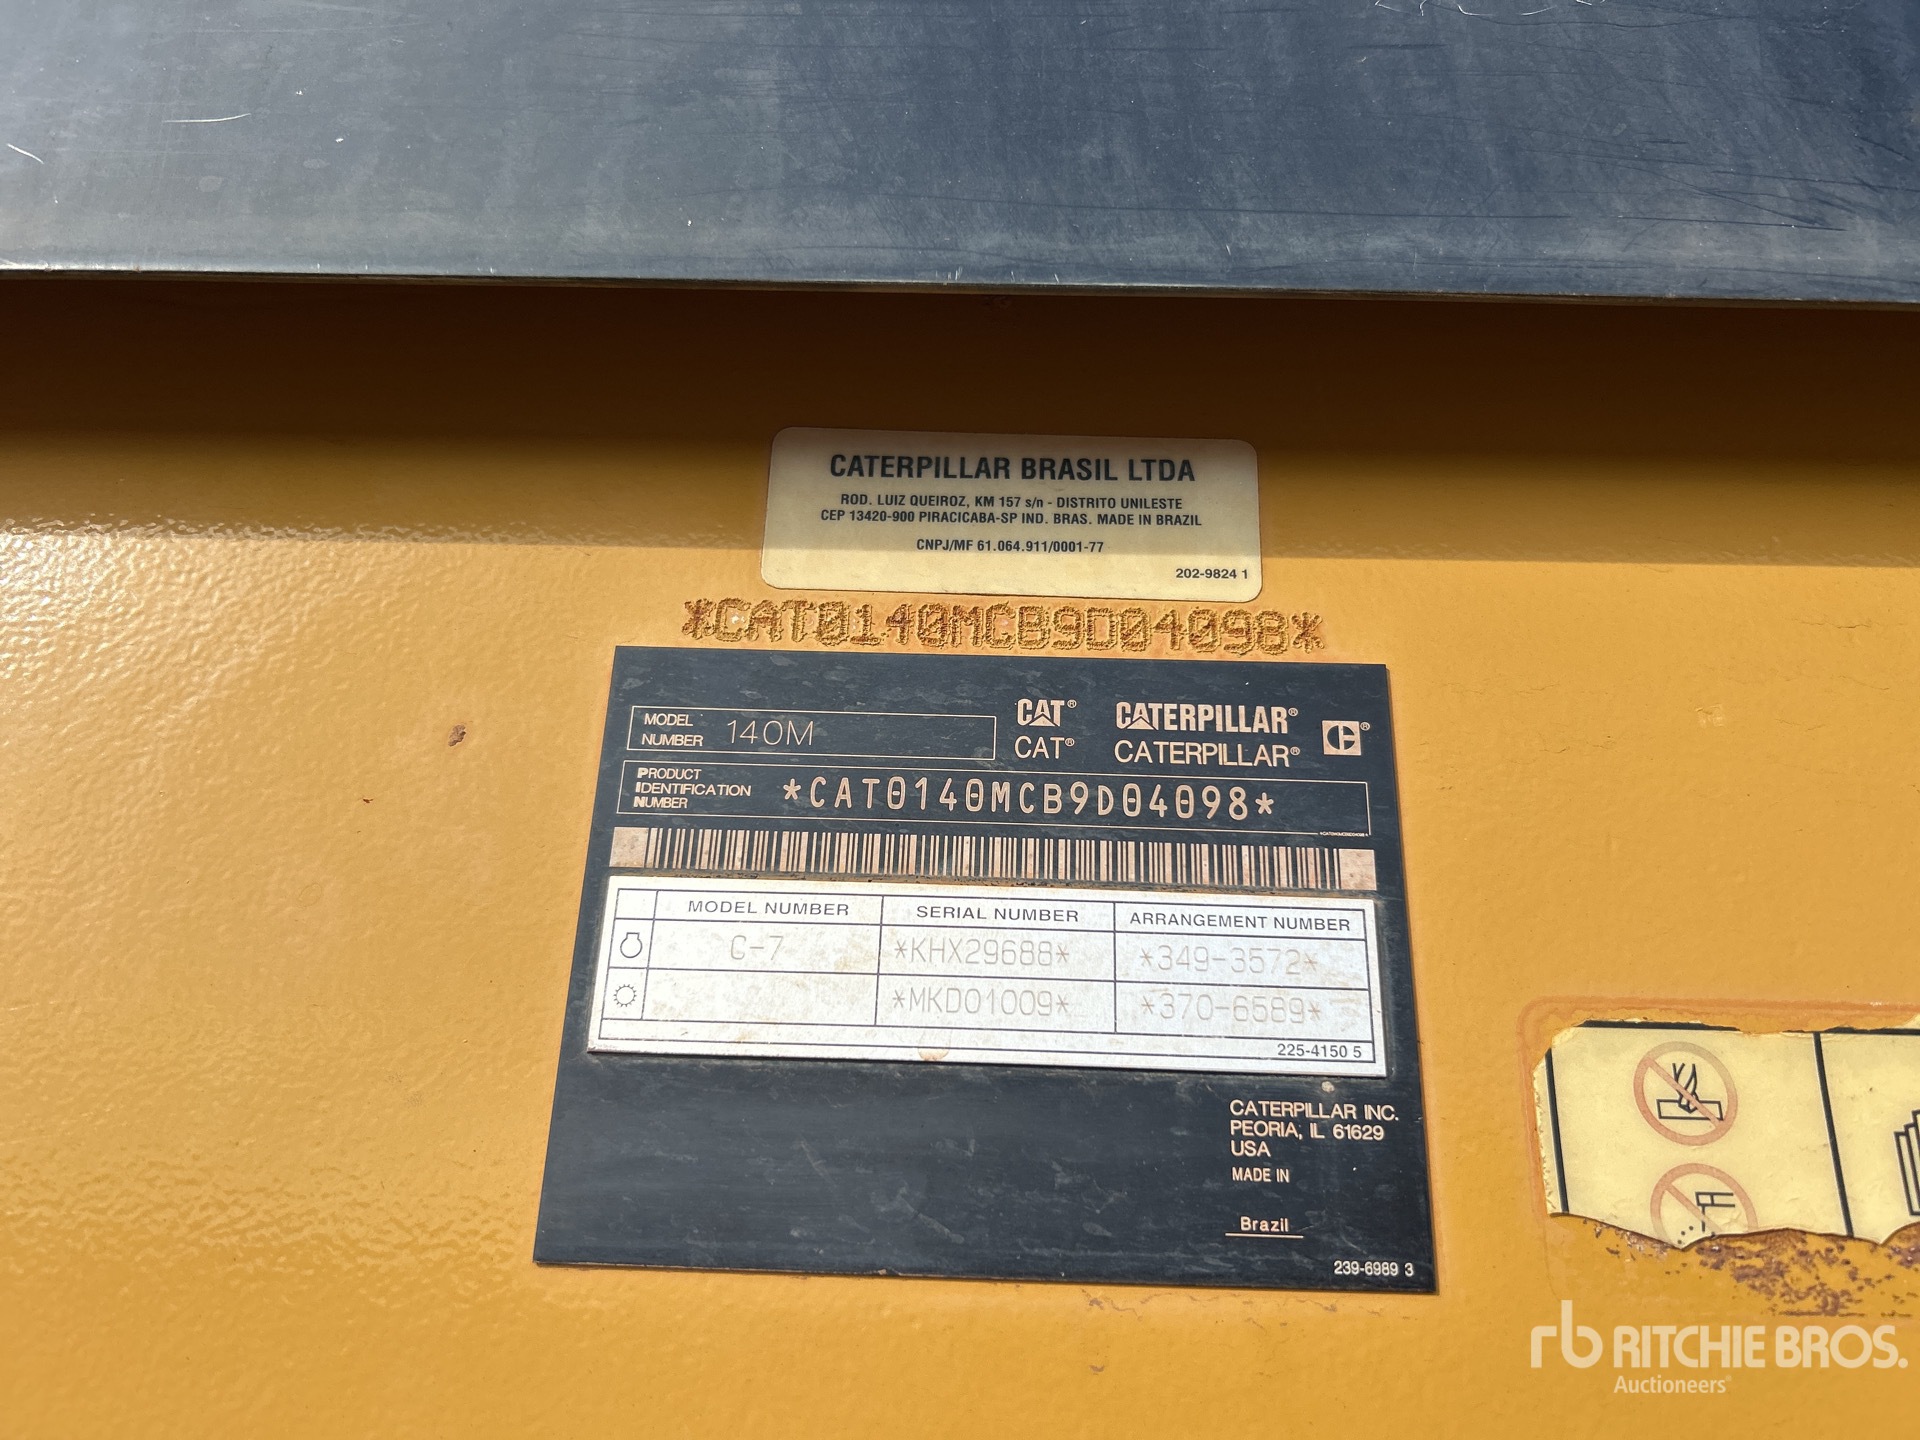 CATERPILLAR BRASIL LTDA
ROD. LUIZ QUEIROZ, KM 157 s/n - DISTRITO UNILESTE
CEP 13420-900 PIRACICABA-SP IND. BRAS. MADE IN BRAZIL
CNPJ/MF 61.064.911/0001-77
202-9824 1
*CAT0140MCB9D04098*
MODEL NUMBER 140M
CAT® CATERPILLAR®
CAT® CATERPILLAR®
PRODUCT IDENTIFICATION NUMBER *CAT0140MCB9D04098*
*CAT0140MCB9D04098*
MODEL NUMBER SERIAL NUMBER ARRANGEMENT NUMBER
C-7 *KHX29688* *349-3572*
*MKD01009* *370-6589*
225-4150 5
CATERPILLAR INC.
PEORIA, IL 61629
USA
MADE IN
Brazil
239-6989 3
rb RITCHIE BROS.
Auctioneers